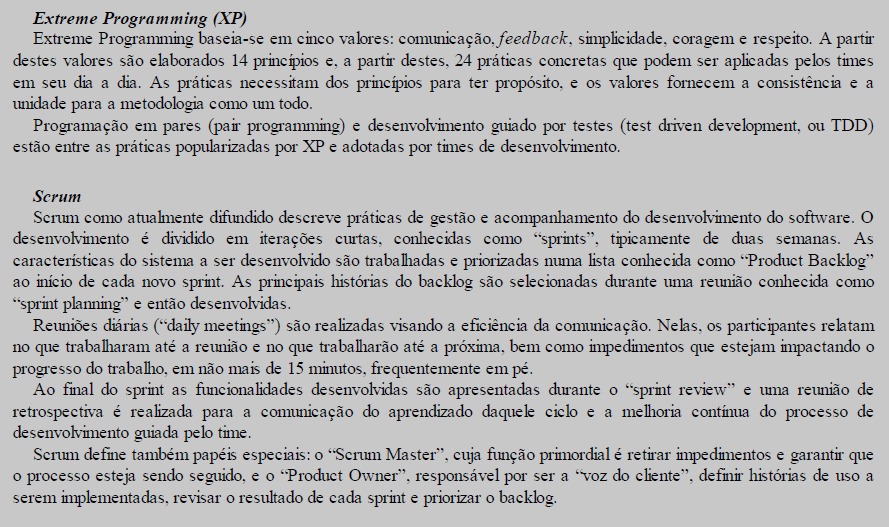 Extreme Programming (XP)
Extreme Programming baseia-se em cinco valores: comunicação, feedback, simplicidade, coragem e respeito. A partir
destes valores são elaborados 14 princípios e, a partir destes, 24 práticas concretas que podem ser aplicadas pelos times
em seu dia a dia. As práticas necessitam dos princípios para ter propósito, e os valores fornecem a consistência e a
unidade para a metodologia como um todo.
Programação em pares (pair programming) e desenvolvimento guiado por testes (test driven development, ou TDD)
estão entre as práticas popularizadas por XP e adotadas por times de desenvolvimento.
Scrum
Scrum como atualmente difundido descreve práticas de gestão e acompanhamento do desenvolvimento do software. O
desenvolvimento é dividido em iterações curtas, conhecidas como “sprints”, tipicamente de duas semanas. As
características do sistema a ser desenvolvido são trabalhadas e priorizadas numa lista conhecida como “Product Backlog”
ao início de cada novo sprint. As principais histórias do backlog são selecionadas durante uma reunião conhecida como
“sprint planning” e então desenvolvidas.
Reuniões diárias (“daily meetings”) são realizadas visando a eficiência da comunicação. Nelas, os participantes relatam
no que trabalharam até a reunião e no que trabalharão até a próxima, bem como impedimentos que estejam impactando o
progresso do trabalho, em não mais de 15 minutos, frequentemente em pé.
Ao final do sprint as funcionalidades desenvolvidas são apresentadas durante o “sprint review” e uma reunião de
retrospectiva é realizada para a comunicação do aprendizado daquele ciclo e a melhoria contínua do processo de
desenvolvimento guiada pelo time.
Scrum define também papéis especiais: o “Scrum Master”, cuja função primordial é retirar impedimentos e garantir que
o processo esteja sendo seguido, e o “Product Owner”, responsável por ser a “voz do cliente”, definir histórias de uso a
serem implementadas, revisar o resultado de cada sprint e priorizar o backlog.